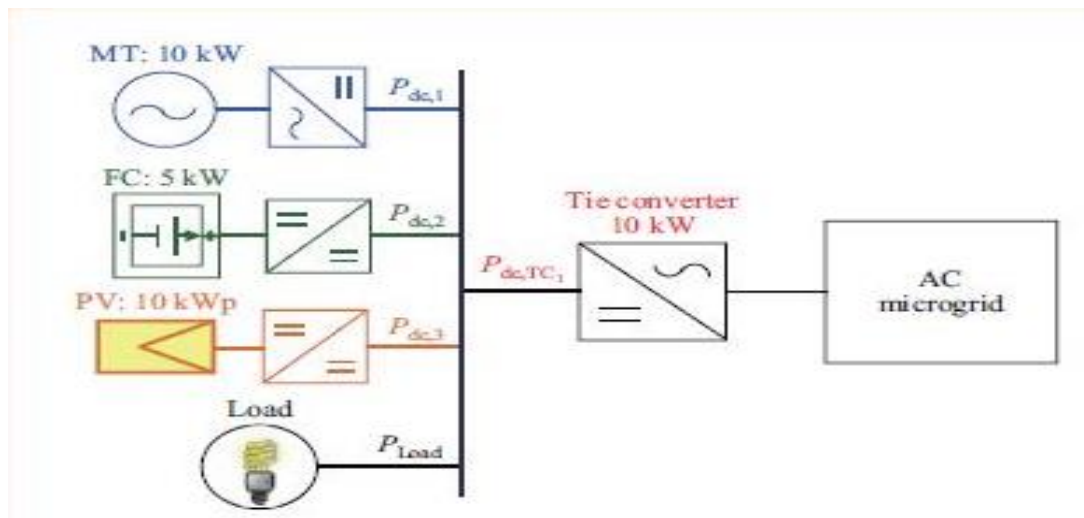 MT: 10 kW
P_dc,1
FC: 5 kW
P_dc,2
PV: 10 kWp
P_dc,3
Load
P_Load
Tie converter
10 kW
P_dc,TC₁
AC
microgrid